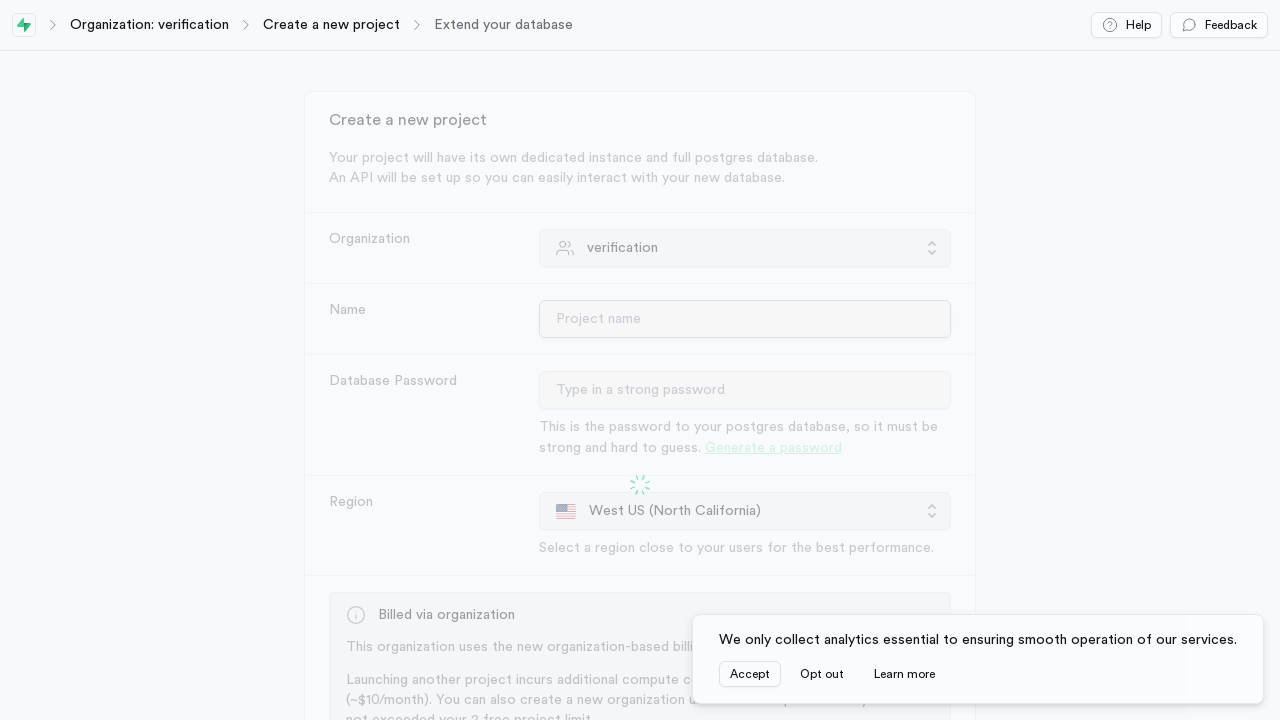 Organization: verification
Create a new project
Extend your database
Help
Feedback
Create a new project
Your project will have its own dedicated instance and full postgres database.
An API will be set up so you can easily interact with your new database.
Organization
verification
Name
Project name
Database Password
Type in a strong password
This is the password to your postgres database, so it must be
strong and hard to guess. Generate a password
Region
West US (North California)
Select a region close to your users for the best performance.
Billed via organization
This organization uses the new organization-based
Launching another project incurs additional compute
(~$10/month). You can also create a new organization
not exceeded your 2 free project limit.
We only collect analytics essential to ensuring smooth operation of our services.
Accept
Opt out
Learn more